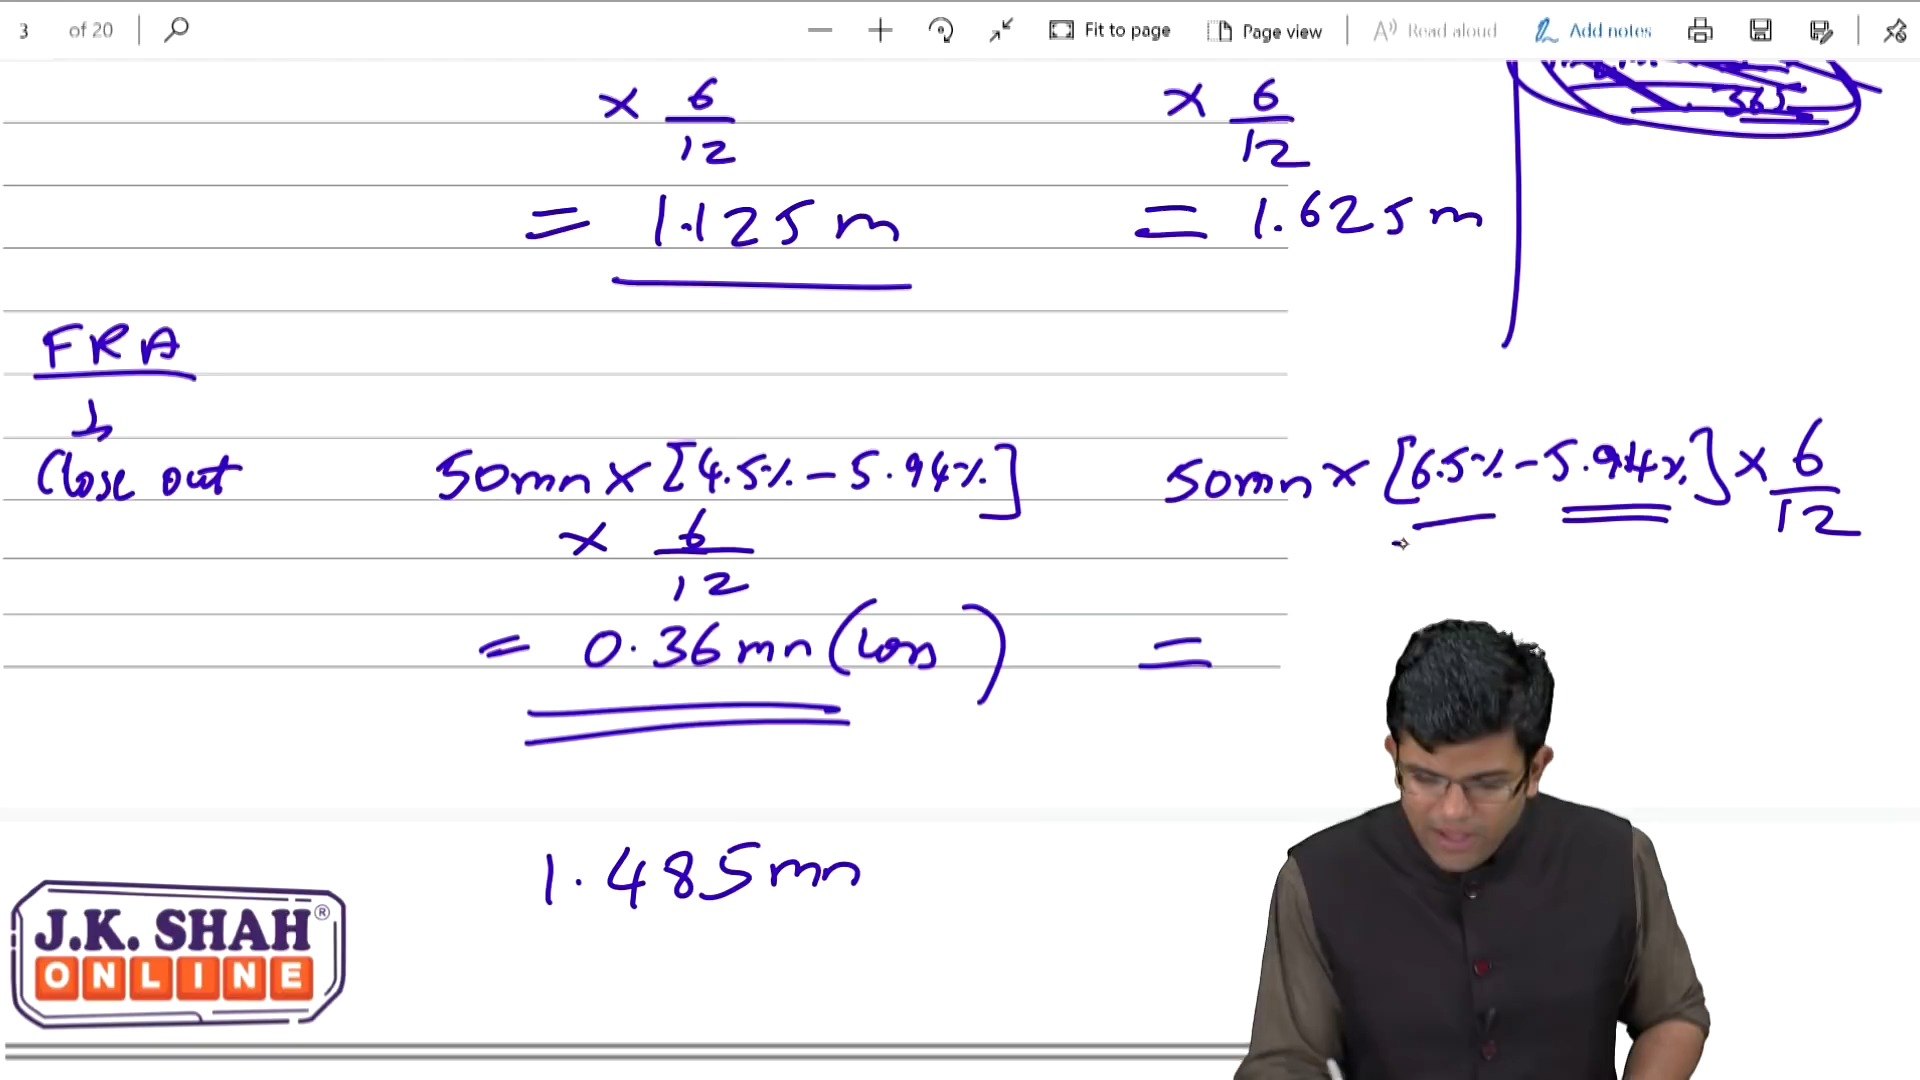 3 of 20 Fit to page Page view Read aloud Add notes
365
× 6/12 × 6/12
= 1.125 m = 1.625 m
FRA
Close out 50mn × [4.5% - 5.94%] 50mn × [6.5% - 5.94%] × 6/12
× 6/12
= 0.36 mn (Loss) =
1.485 mn
J.K. SHAH®
ONLINE